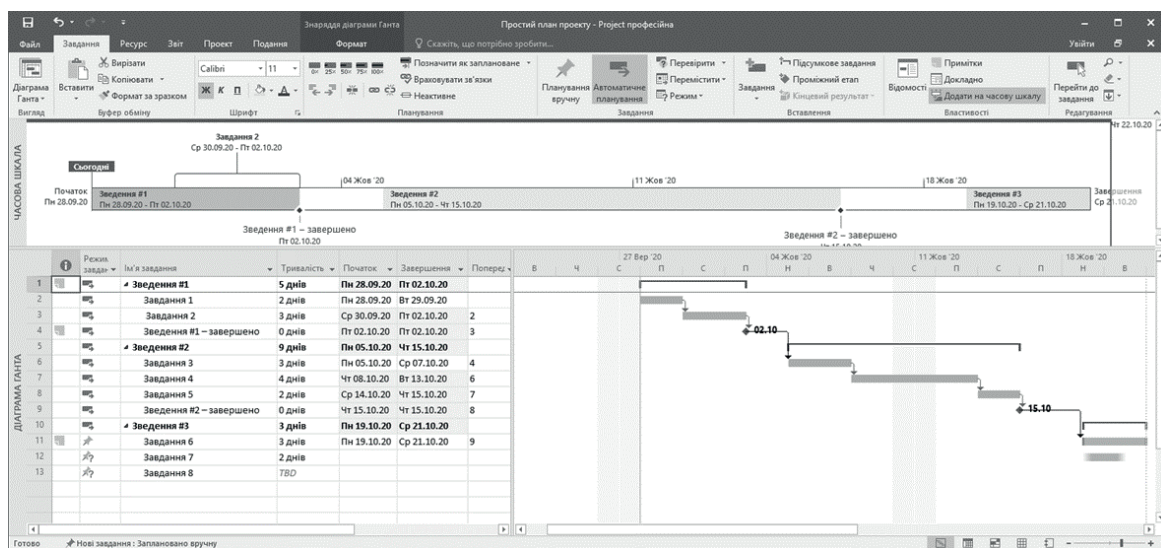 Знаряддя діаграми Ганта
Простий план проекту - Project професійна
Файл Завдання Ресурс Звіт Проект Подання Формат Скажіть, що потрібно зробити... Увійти
Діаграма Ганта
Вигляд
Вставити
Вирізати
Копіювати
Формат за зразком
Буфер обміну
Calibri 11
Ж К П
Шрифт
0% 25% 50% 75% 100%
Позначити як заплановане
Враховувати зв'язки
Неактивне
Планування
Планування вручну
Автоматичне планування
Перевірити
Перемістити
Режим
Завдання
Завдання
Підсумкове завдання
Проміжний етап
Кінцевий результат
Вставлення
Відомості
Примітки
Докладно
Додати на часову шкалу
Властивості
Перейти до завдання
Редагування
ЧАСОВА ШКАЛА
Чт 22.10.20
Завдання 2
Ср 30.09.20 - Пт 02.10.20
Сьогодні
04 Жов '20 11 Жов '20 18 Жов '20
Початок
Пн 28.09.20
Зведення #1
Пн 28.09.20 - Пт 02.10.20
Зведення #2
Пн 05.10.20 - Чт 15.10.20
Зведення #3
Пн 19.10.20 - Ср 21.10.20
Завершення
Ср 21.10.20
Зведення #1 – завершено
Пт 02.10.20
Зведення #2 – завершено
Чт 15.10.20
ДІАГРАМА ГАНТА
Режим завдан Ім'я завдання Тривалість Початок Завершення Поперед
27 Вер '20 04 Жов '20 11 Жов '20 18 Жов '20
В Ч С П С П Н В Ч С П С П Н В
1 Зведення #1 5 днів Пн 28.09.20 Пт 02.10.20
2 Завдання 1 2 днів Пн 28.09.20 Вт 29.09.20
3 Завдання 2 3 днів Ср 30.09.20 Пт 02.10.20 2
4 Зведення #1 – завершено 0 днів Пт 02.10.20 Пт 02.10.20 3
02.10
5 Зведення #2 9 днів Пн 05.10.20 Чт 15.10.20
6 Завдання 3 3 днів Пн 05.10.20 Ср 07.10.20 4
7 Завдання 4 4 днів Чт 08.10.20 Вт 13.10.20 6
8 Завдання 5 2 днів Ср 14.10.20 Чт 15.10.20 7
9 Зведення #2 – завершено 0 днів Чт 15.10.20 Чт 15.10.20 8
15.10
10 Зведення #3 3 днів Пн 19.10.20 Ср 21.10.20
11 Завдання 6 3 днів Пн 19.10.20 Ср 21.10.20 9
12 Завдання 7 2 днів
13 Завдання 8 TBD
Готово Нові завдання : Заплановано вручну